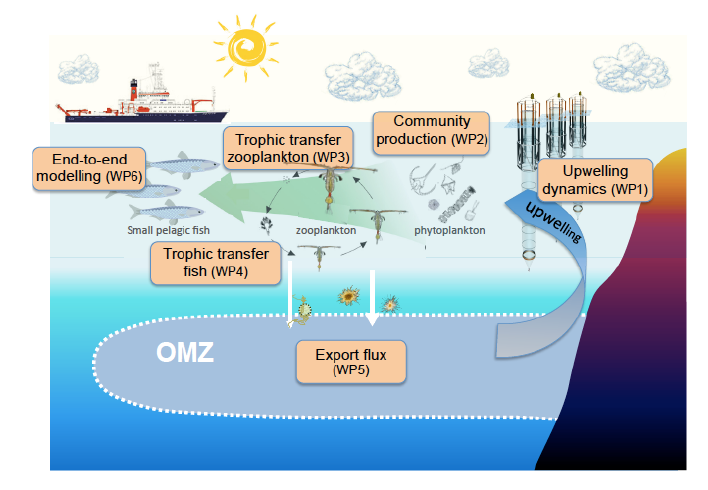 Community
production (WP2)
Trophic transfer
zooplankton (WP3)
End-to-end
modelling (WP6)
Upwelling
dynamics (WP1)
upwelling
Small pelagic fish
zooplankton
phytoplankton
Trophic transfer
fish (WP4)
OMZ
Export flux
(WP5)